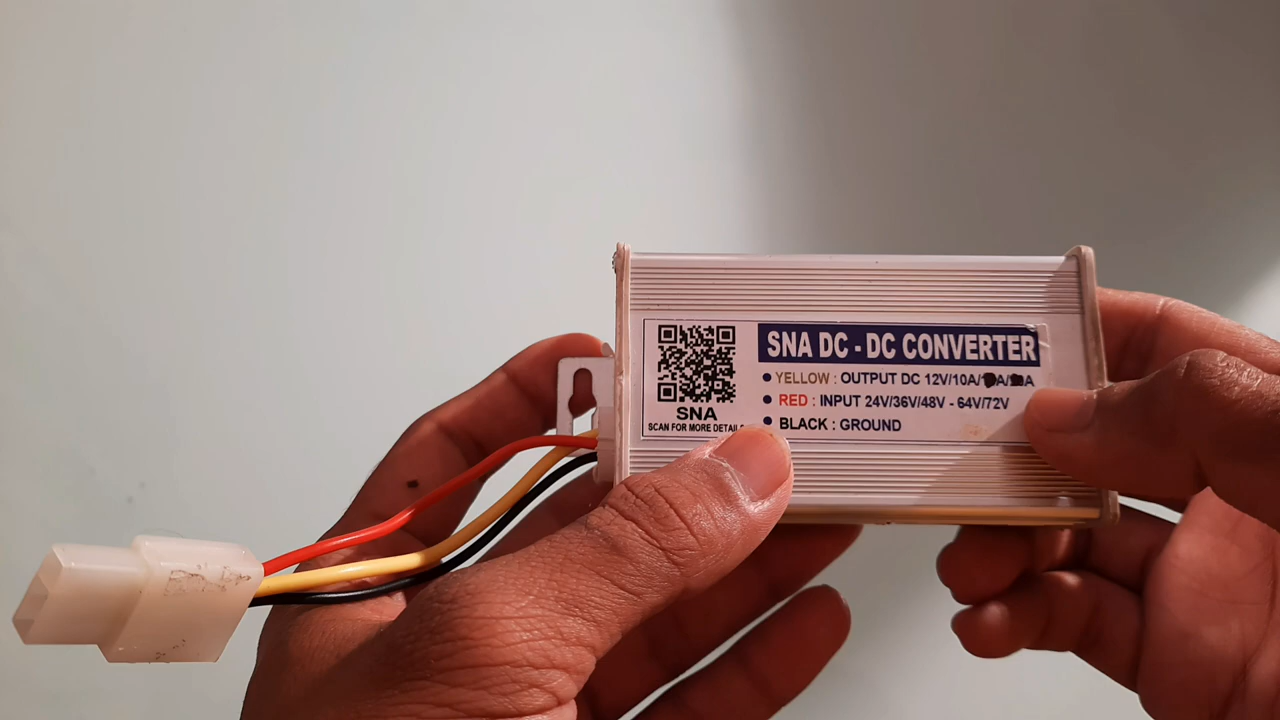 SNA DC - DC CONVERTER
YELLOW : OUTPUT DC 12V/10A/
RED : INPUT 24V/36V/48V - 64V/72V
BLACK : GROUND
SNA
SCAN FOR MORE